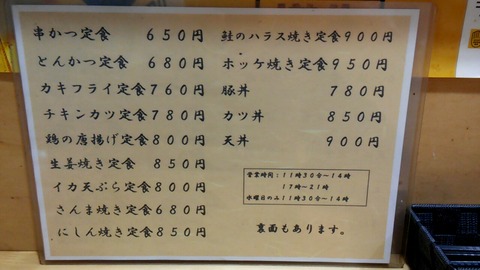 串かつ定食 650円
とんかつ定食 680円
カキフライ定食 760円
チキンカツ定食 780円
鶏の唐揚げ定食 800円
生姜焼き定食 850円
イカ天ぷら定食 800円
さんま焼き定食 680円
にしん焼き定食 850円
鮭のハラス焼き定食 900円
ホッケ焼き定食 950円
豚丼 780円
カツ丼 850円
天丼 900円
営業時間：11時30分～14時
17時～21時
水曜日のみ11時30分～14時
裏面もあります。